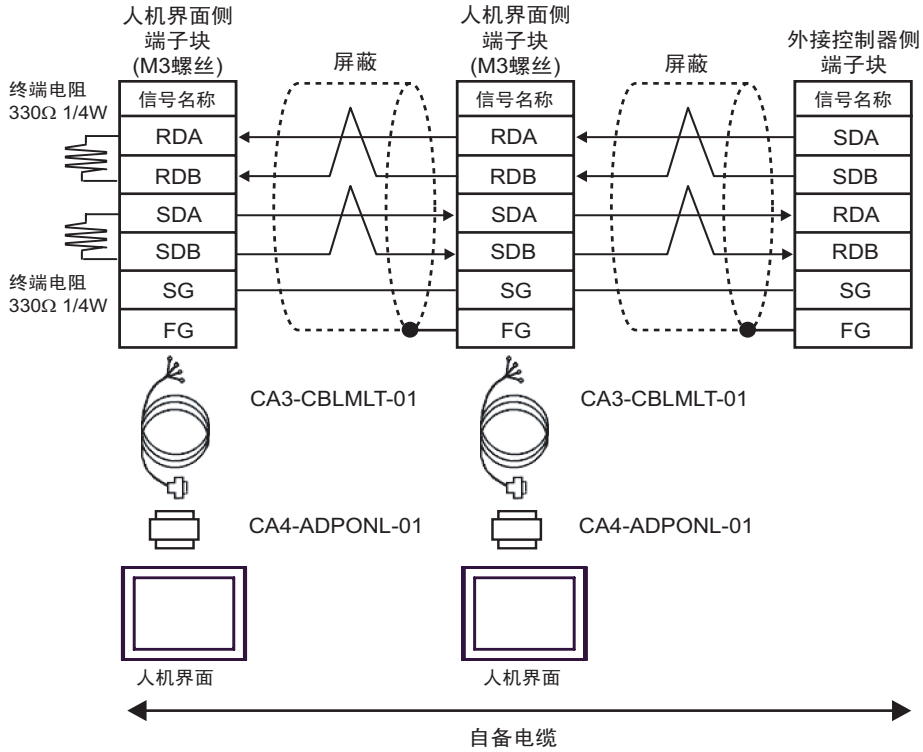 人机界面侧
端子块
(M3螺丝)
人机界面侧
端子块
(M3螺丝)
外接控制器侧
端子块
屏蔽
屏蔽
终端电阻
330Ω 1/4W
终端电阻
330Ω 1/4W
信号名称
RDA
RDB
SDA
SDB
SG
FG
信号名称
RDA
RDB
SDA
SDB
SG
FG
信号名称
SDA
SDB
RDA
RDB
SG
FG
CA3-CBLMLT-01
CA3-CBLMLT-01
CA4-ADPONL-01
CA4-ADPONL-01
人机界面
人机界面
自备电缆